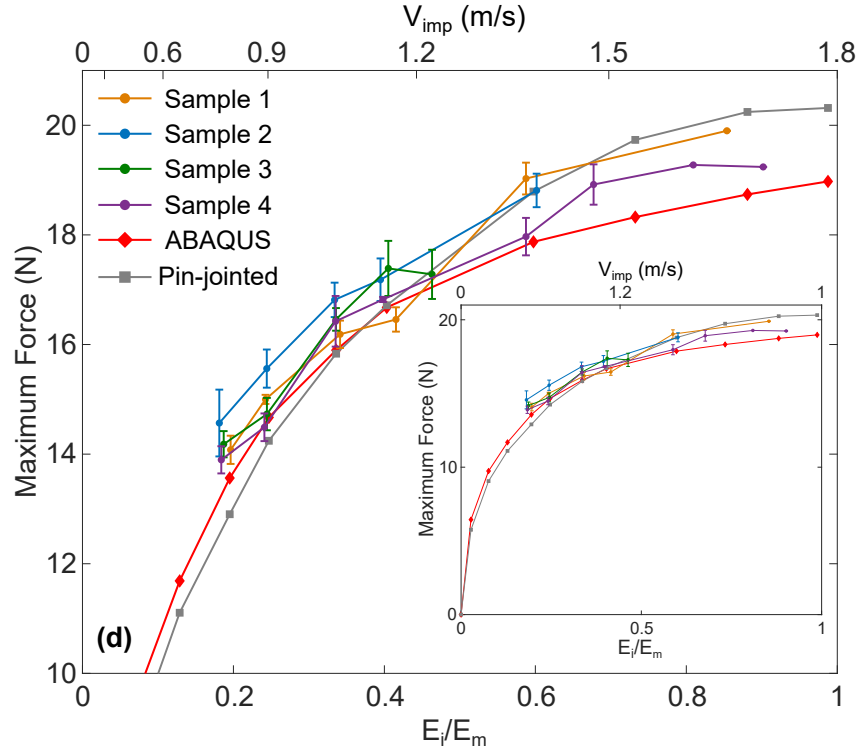 V_imp (m/s)
0 0.6 0.9 1.2 1.5 1.8
20
18
16
14
12
10
Maximum Force (N)
Sample 1
Sample 2
Sample 3
Sample 4
ABAQUS
Pin-jointed
(d)
0 0.2 0.4 0.6 0.8 1
E_i/E_m
V_imp (m/s)
0 1.2 1
20
10
0
Maximum Force (N)
0 0.5 1
E_i/E_m